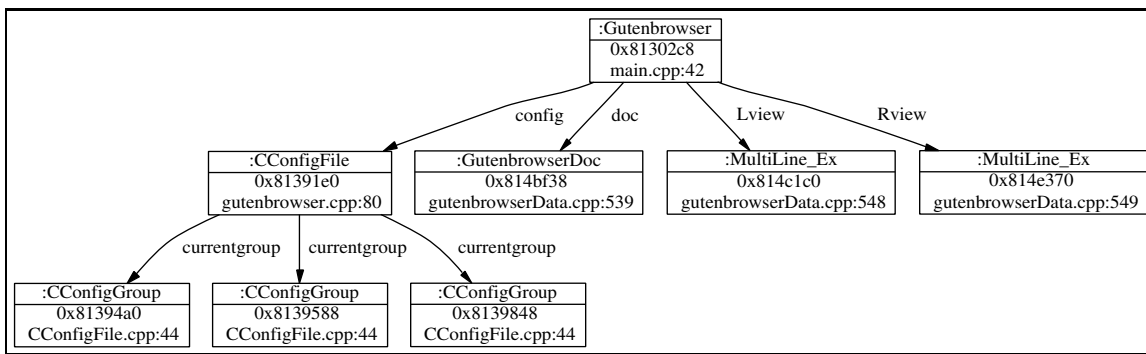 :Gutenbrowser
0x81302c8
main.cpp:42
config
doc
Lview
Rview
:CConfigFile
0x81391e0
gutenbrowser.cpp:80
:GutenbrowserDoc
0x814bf38
gutenbrowserData.cpp:539
:MultiLine_Ex
0x814c1c0
gutenbrowserData.cpp:548
:MultiLine_Ex
0x814e370
gutenbrowserData.cpp:549
currentgroup
currentgroup
currentgroup
:CConfigGroup
0x81394a0
CConfigFile.cpp:44
:CConfigGroup
0x8139588
CConfigFile.cpp:44
:CConfigGroup
0x8139848
CConfigFile.cpp:44